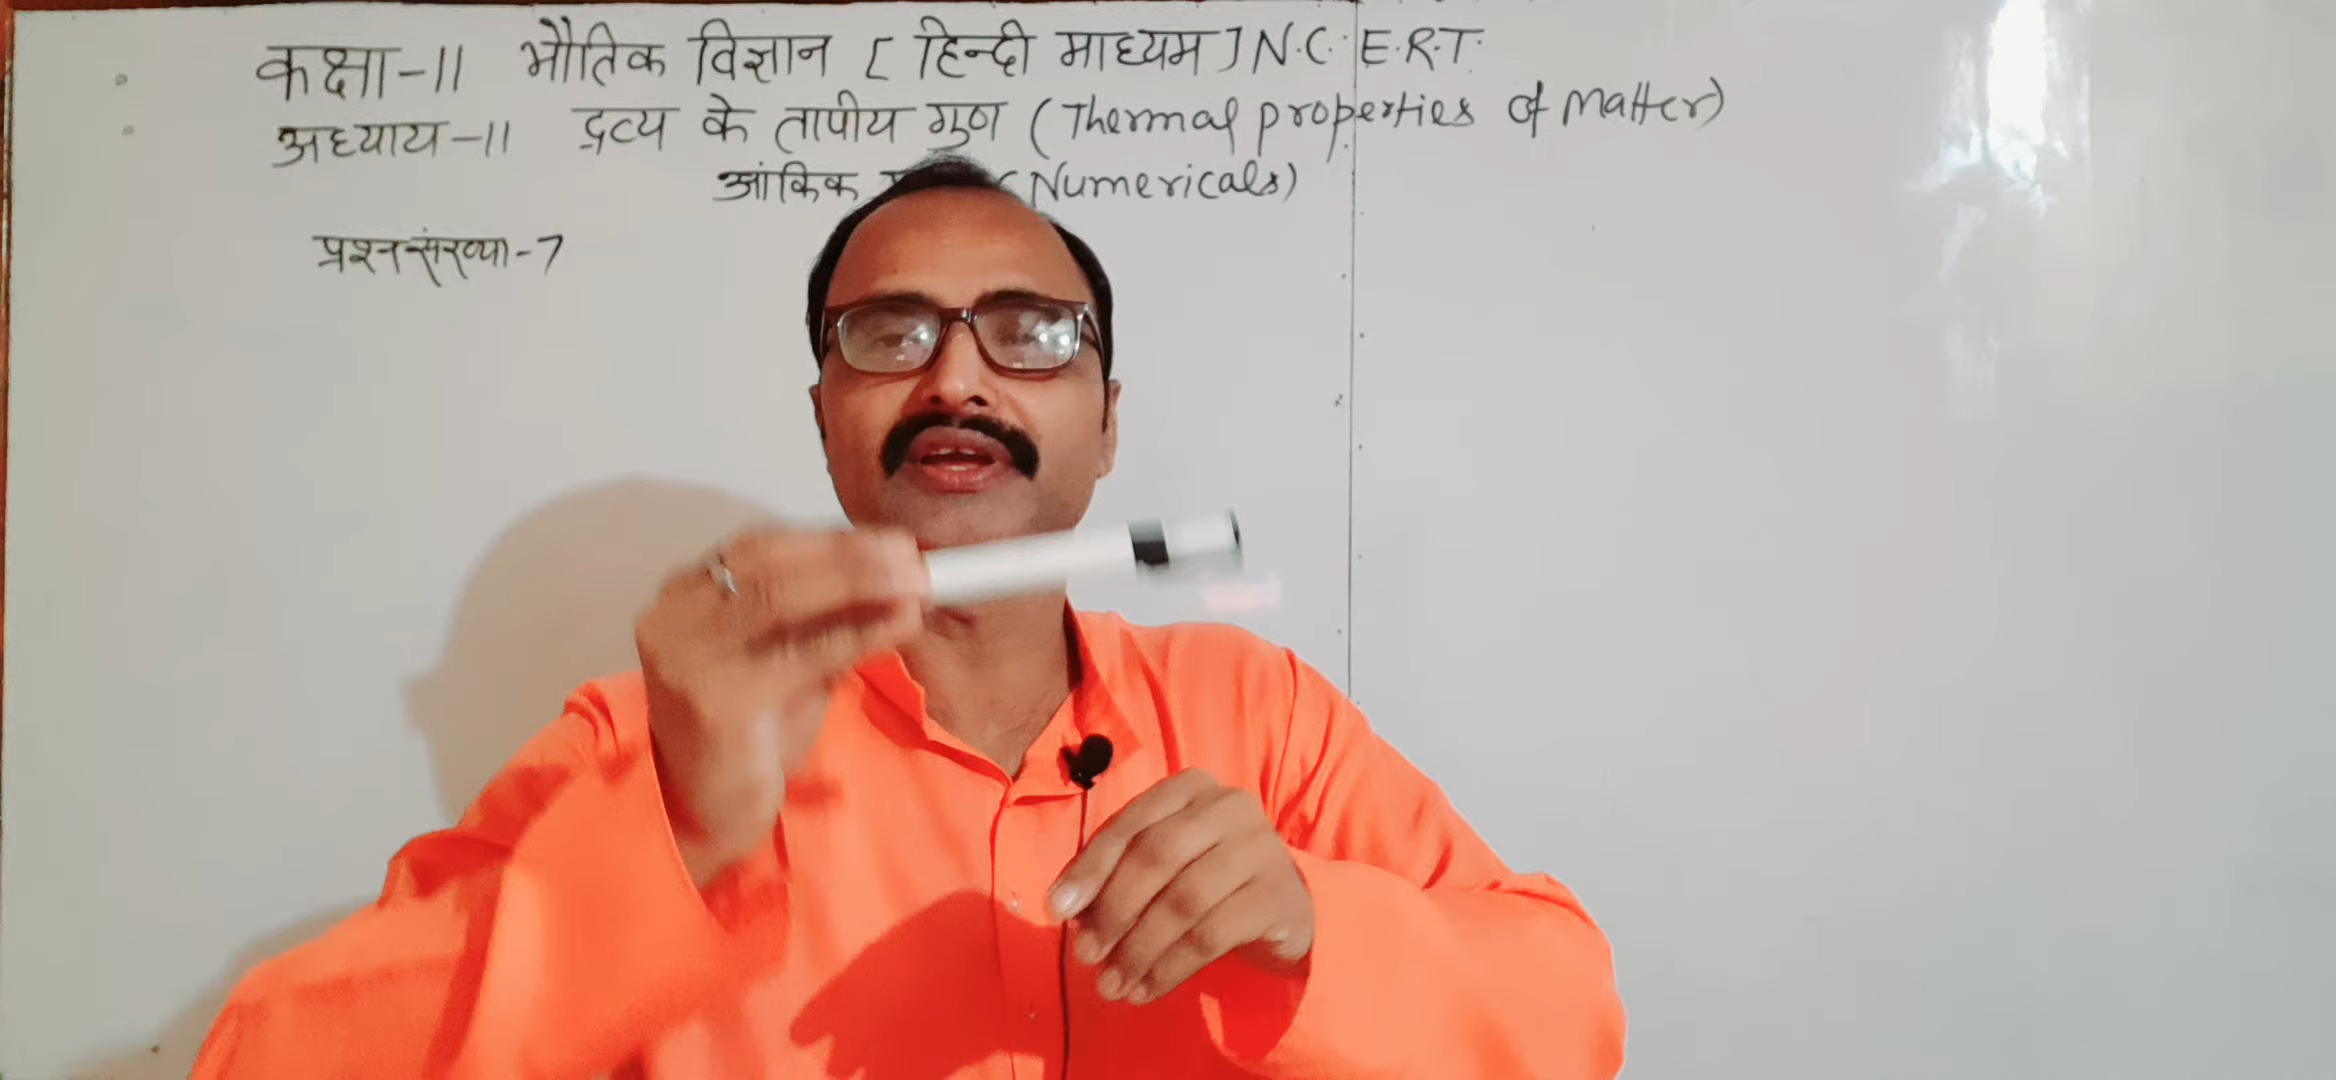 कक्षा-11 भौतिक विज्ञान [ हिन्दी माध्यम ] N.C.E.R.T.
अध्याय-11 द्रव्य के तापीय गुण (Thermal properties of Matter)
आंकिक (Numericals)
प्रश्न संख्या-7